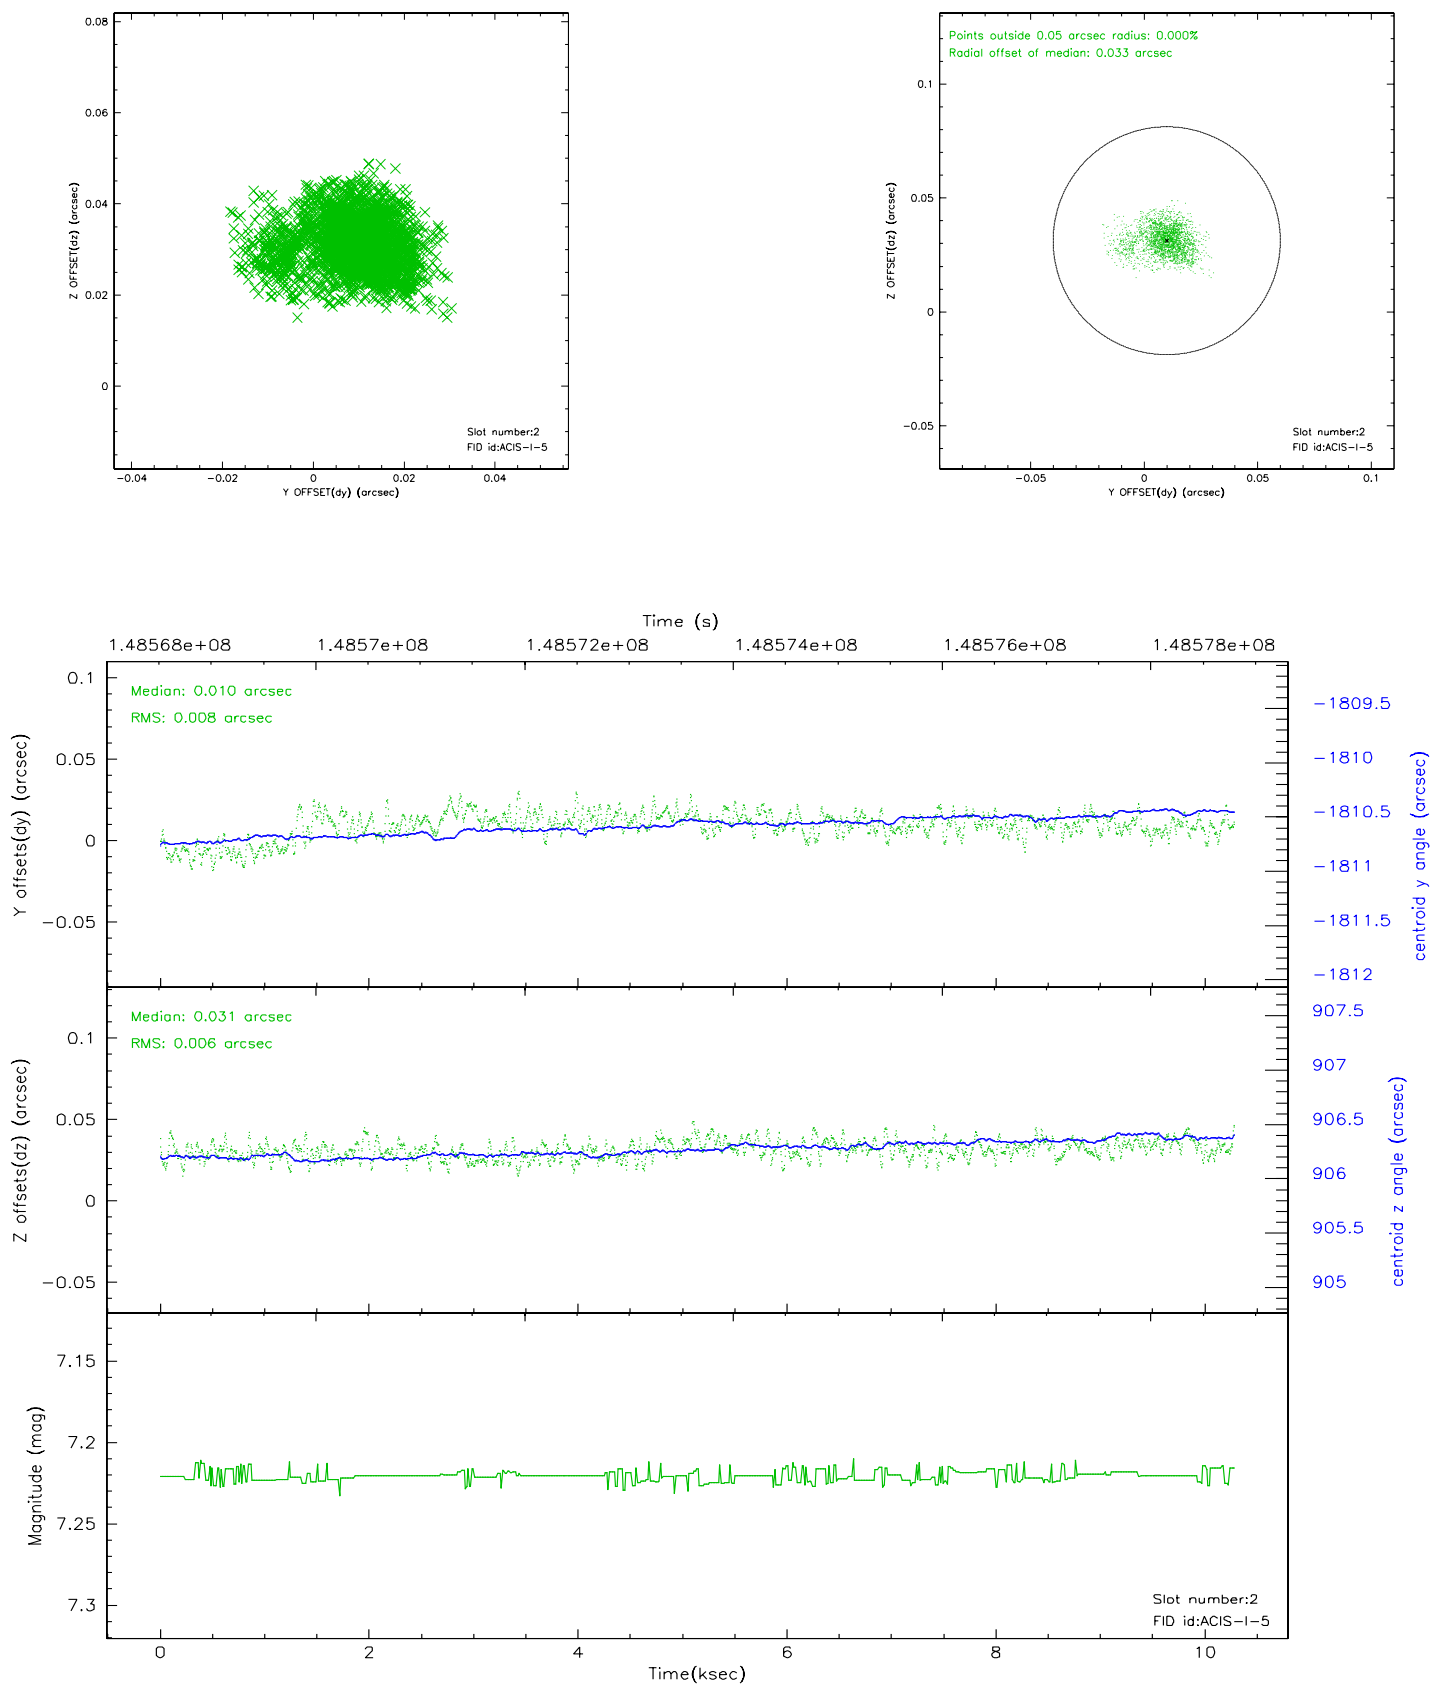 0.08
0.06
0.04
0.02
0
Z OFFSET(dz) (arcsec)
Slot number:2
FID id:ACIS-I-5
-0.04 -0.02 0 0.02 0.04
Y OFFSET(dy) (arcsec)
Points outside 0.05 arcsec radius: 0.000%
Radial offset of median: 0.033 arcsec
0.1
0.05
0
-0.05
Z OFFSET(dz) (arcsec)
Slot number:2
FID id:ACIS-I-5
-0.05 0 0.05 0.1
Y OFFSET(dy) (arcsec)
Time (s)
1.48568e+08 1.4857e+08 1.48572e+08 1.48574e+08 1.48576e+08 1.48578e+08
Median: 0.010 arcsec
RMS: 0.008 arcsec
0.1
0.05
0
-0.05
Y offsets(dy) (arcsec)
-1809.5
-1810
-1810.5
-1811
-1811.5
-1812
centroid y angle (arcsec)
Median: 0.031 arcsec
RMS: 0.006 arcsec
0.1
0.05
0
-0.05
Z offsets(dz) (arcsec)
907.5
907
906.5
906
905.5
905
centroid z angle (arcsec)
7.15
7.2
7.25
7.3
Magnitude (mag)
Slot number:2
FID id:ACIS-I-5
0 2 4 6 8 10
Time(ksec)